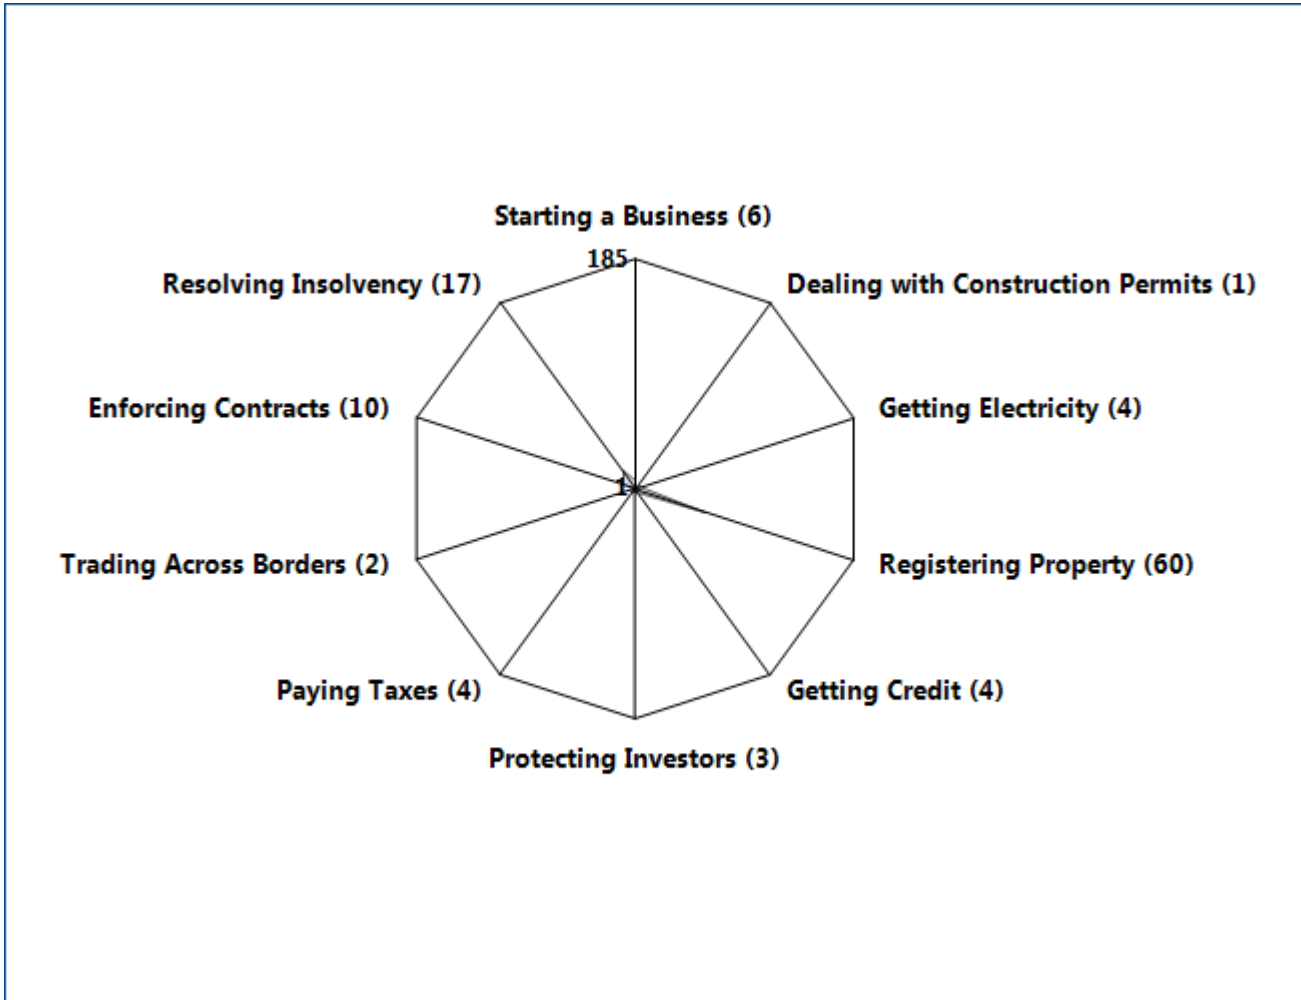 Starting a Business (6)
185
Resolving Insolvency (17)
Dealing with Construction Permits (1)
Enforcing Contracts (10)
Getting Electricity (4)
1
Trading Across Borders (2)
Registering Property (60)
Paying Taxes (4)
Getting Credit (4)
Protecting Investors (3)